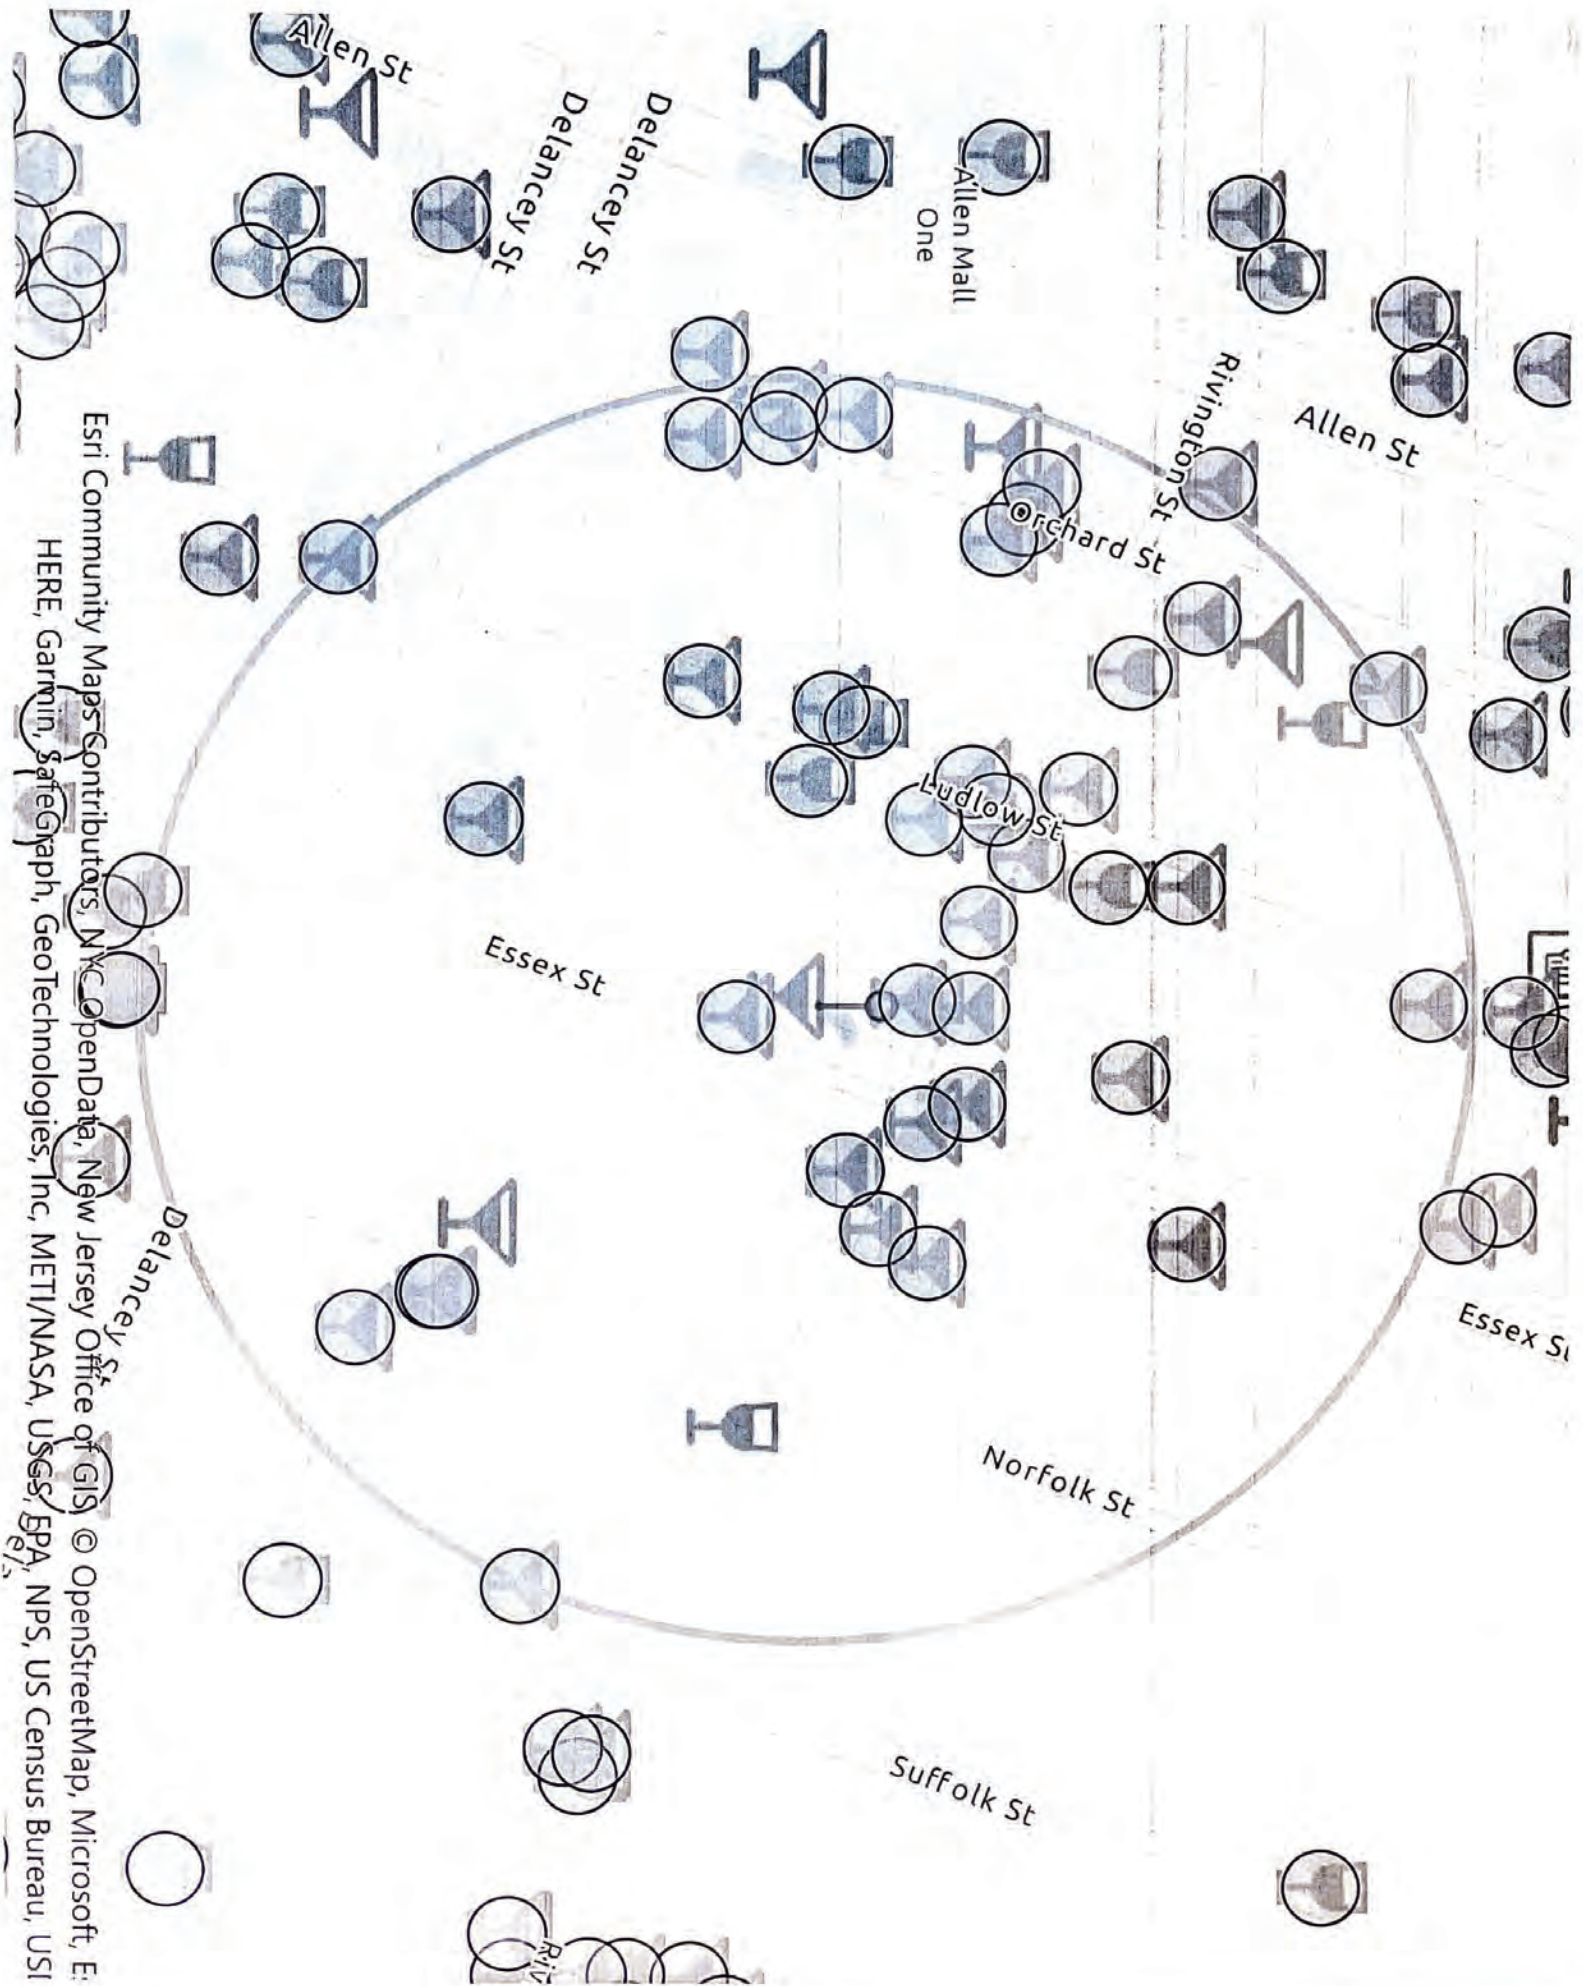 Allen St
Delancey St
Delancey St
Allen Mall
One
Rivington St
Allen St
Orchard St
Ludlow St
Essex St
Essex St
Delancey St
Norfolk St
Suffolk St
Riv
Esri Community Maps Contributors, NYC OpenData, New Jersey Office of GIS, © OpenStreetMap, Microsoft, E
HERE, Garmin, SafeGraph, GeoTechnologies, Inc, METI/NASA, USGS, EPA, NPS, US Census Bureau, US